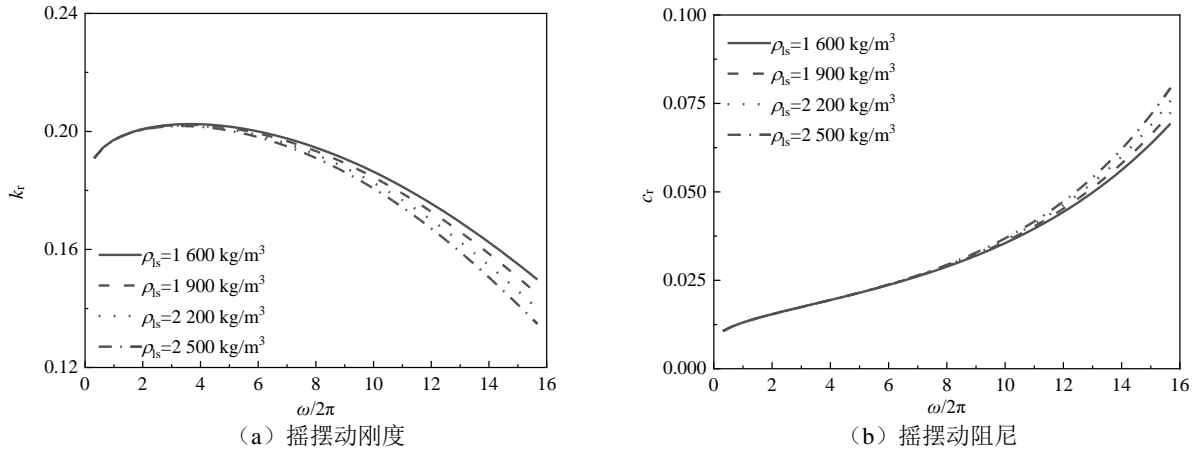 0.24
0.20
0.16
0.12
k_r
ρ_ls=1 600 kg/m³
ρ_ls=1 900 kg/m³
ρ_ls=2 200 kg/m³
ρ_ls=2 500 kg/m³
0 2 4 6 8 10 12 14 16
ω/2π
（a）摇摆动刚度
0.100
0.075
0.050
0.025
0.000
c_r
ρ_ls=1 600 kg/m³
ρ_ls=1 900 kg/m³
ρ_ls=2 200 kg/m³
ρ_ls=2 500 kg/m³
0 2 4 6 8 10 12 14 16
ω/2π
（b）摇摆动阻尼